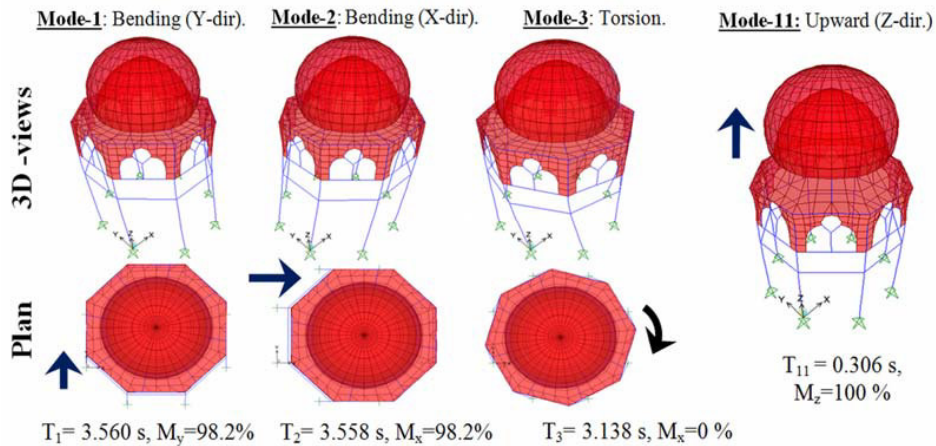 Mode-1: Bending (Y-dir).
Mode-2: Bending (X-dir).
Mode-3: Torsion.
Mode-11: Upward (Z-dir.)
3D -views
Z
Y
X
Z
Y
X
Z
Y
X
Z
Y
X
Plan
T₁= 3.560 s, My=98.2%
T₂= 3.558 s, Mx=98.2%
T₃= 3.138 s, Mx=0 %
T₁₁ = 0.306 s,
Mz=100 %